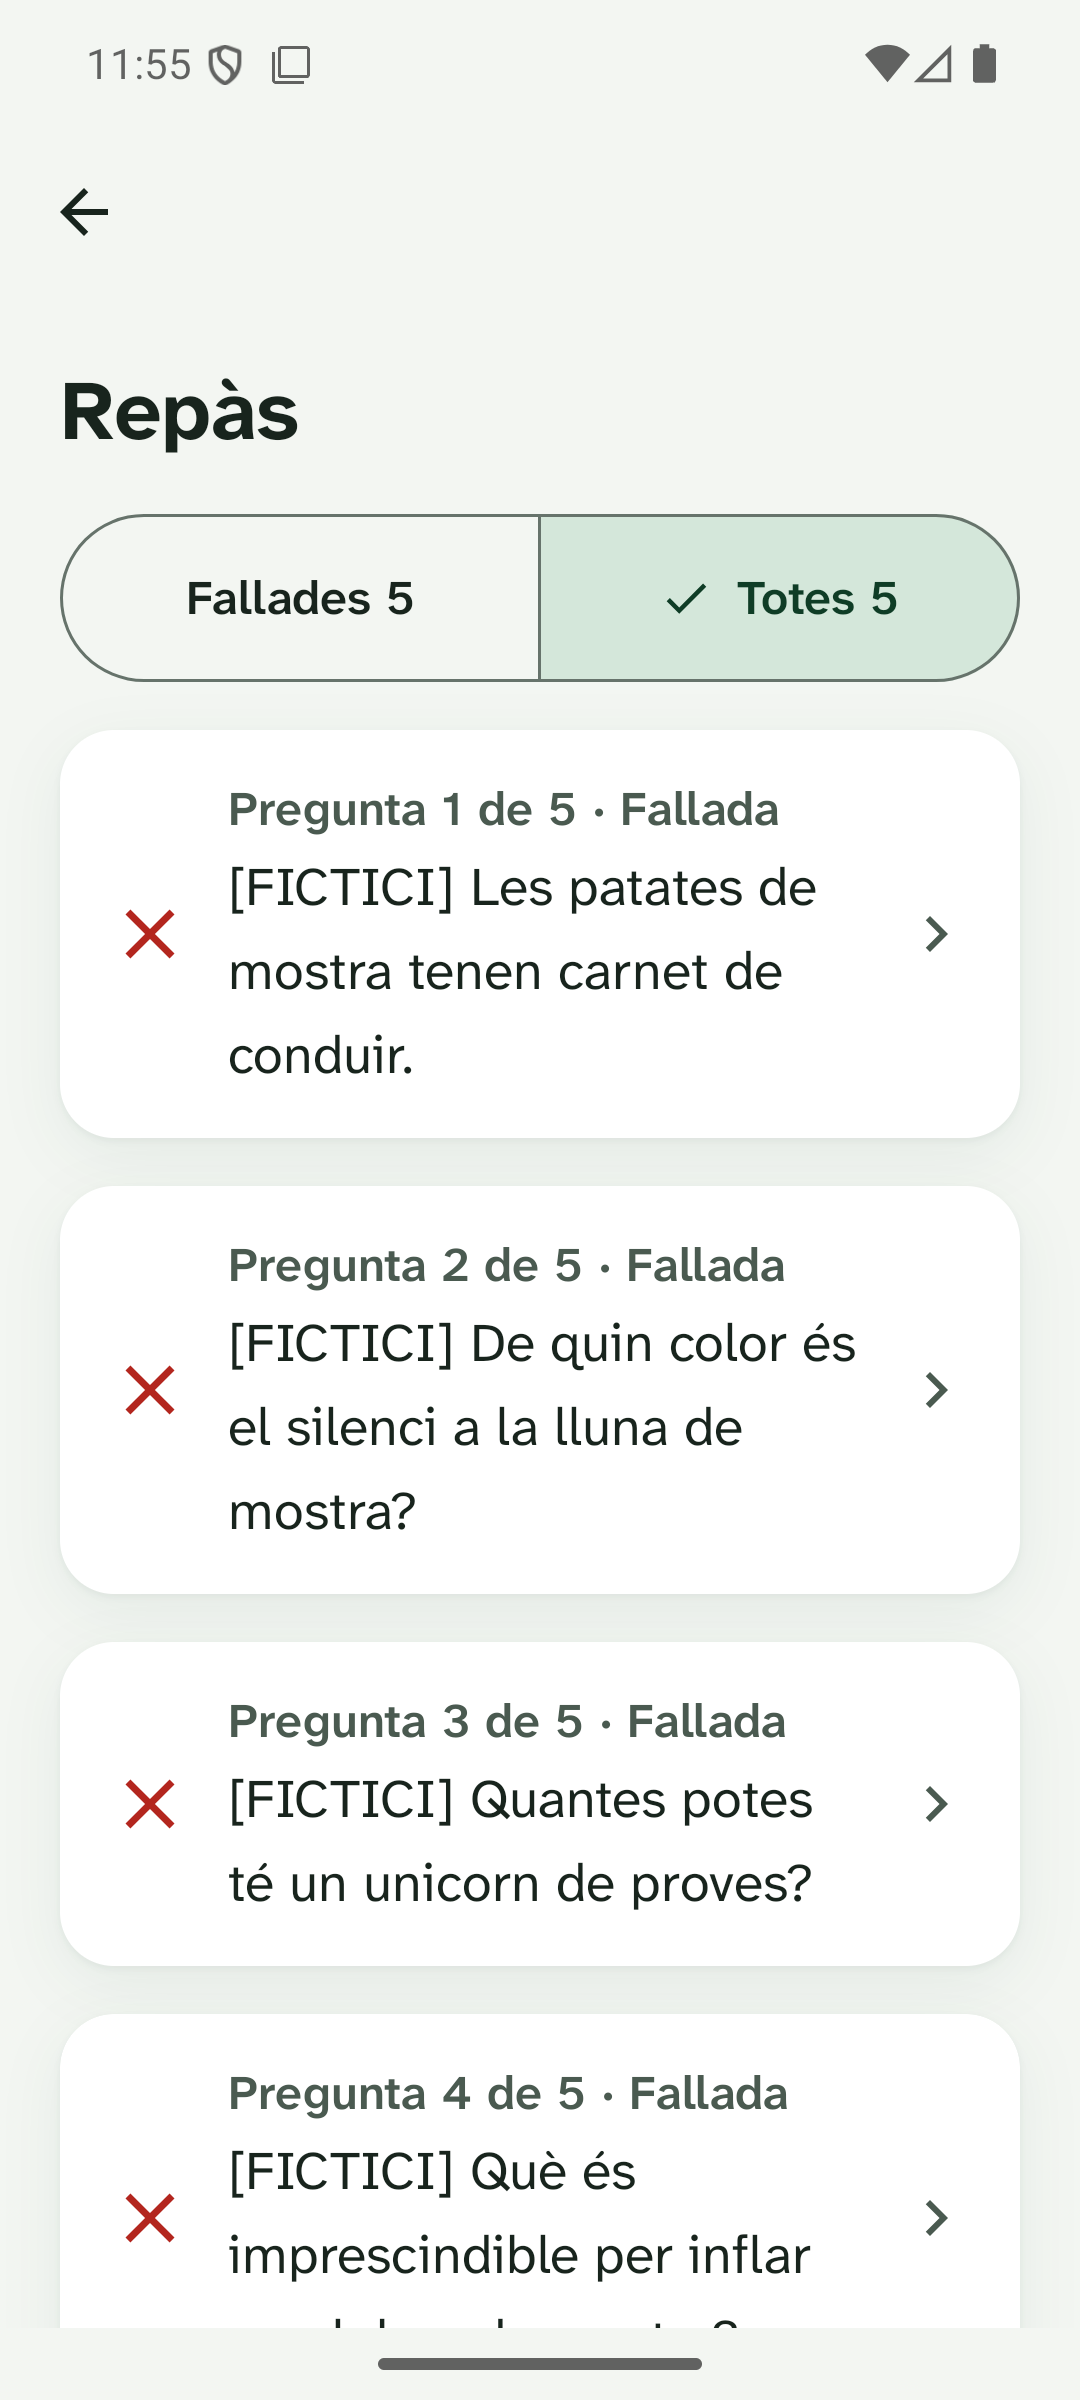 11:55
Repàs
Fallades 5
Totes 5
Pregunta 1 de 5 · Fallada
[FICTICI] Les patates de
mostra tenen carnet de
conduir.
Pregunta 2 de 5 · Fallada
[FICTICI] De quin color és
el silenci a la lluna de
mostra?
Pregunta 3 de 5 · Fallada
[FICTICI] Quantes potes
té un unicorn de proves?
Pregunta 4 de 5 · Fallada
[FICTICI] Què és
imprescindible per inflar